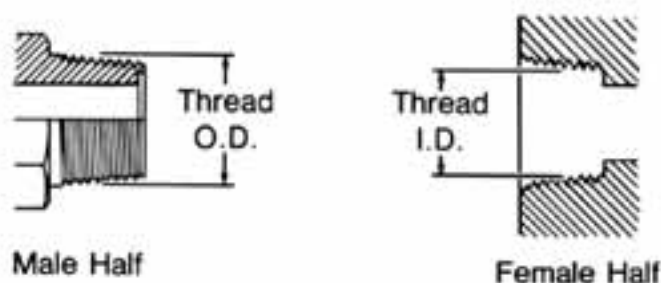 Thread
O.D.
Male Half
Thread
I.D.
Female Half